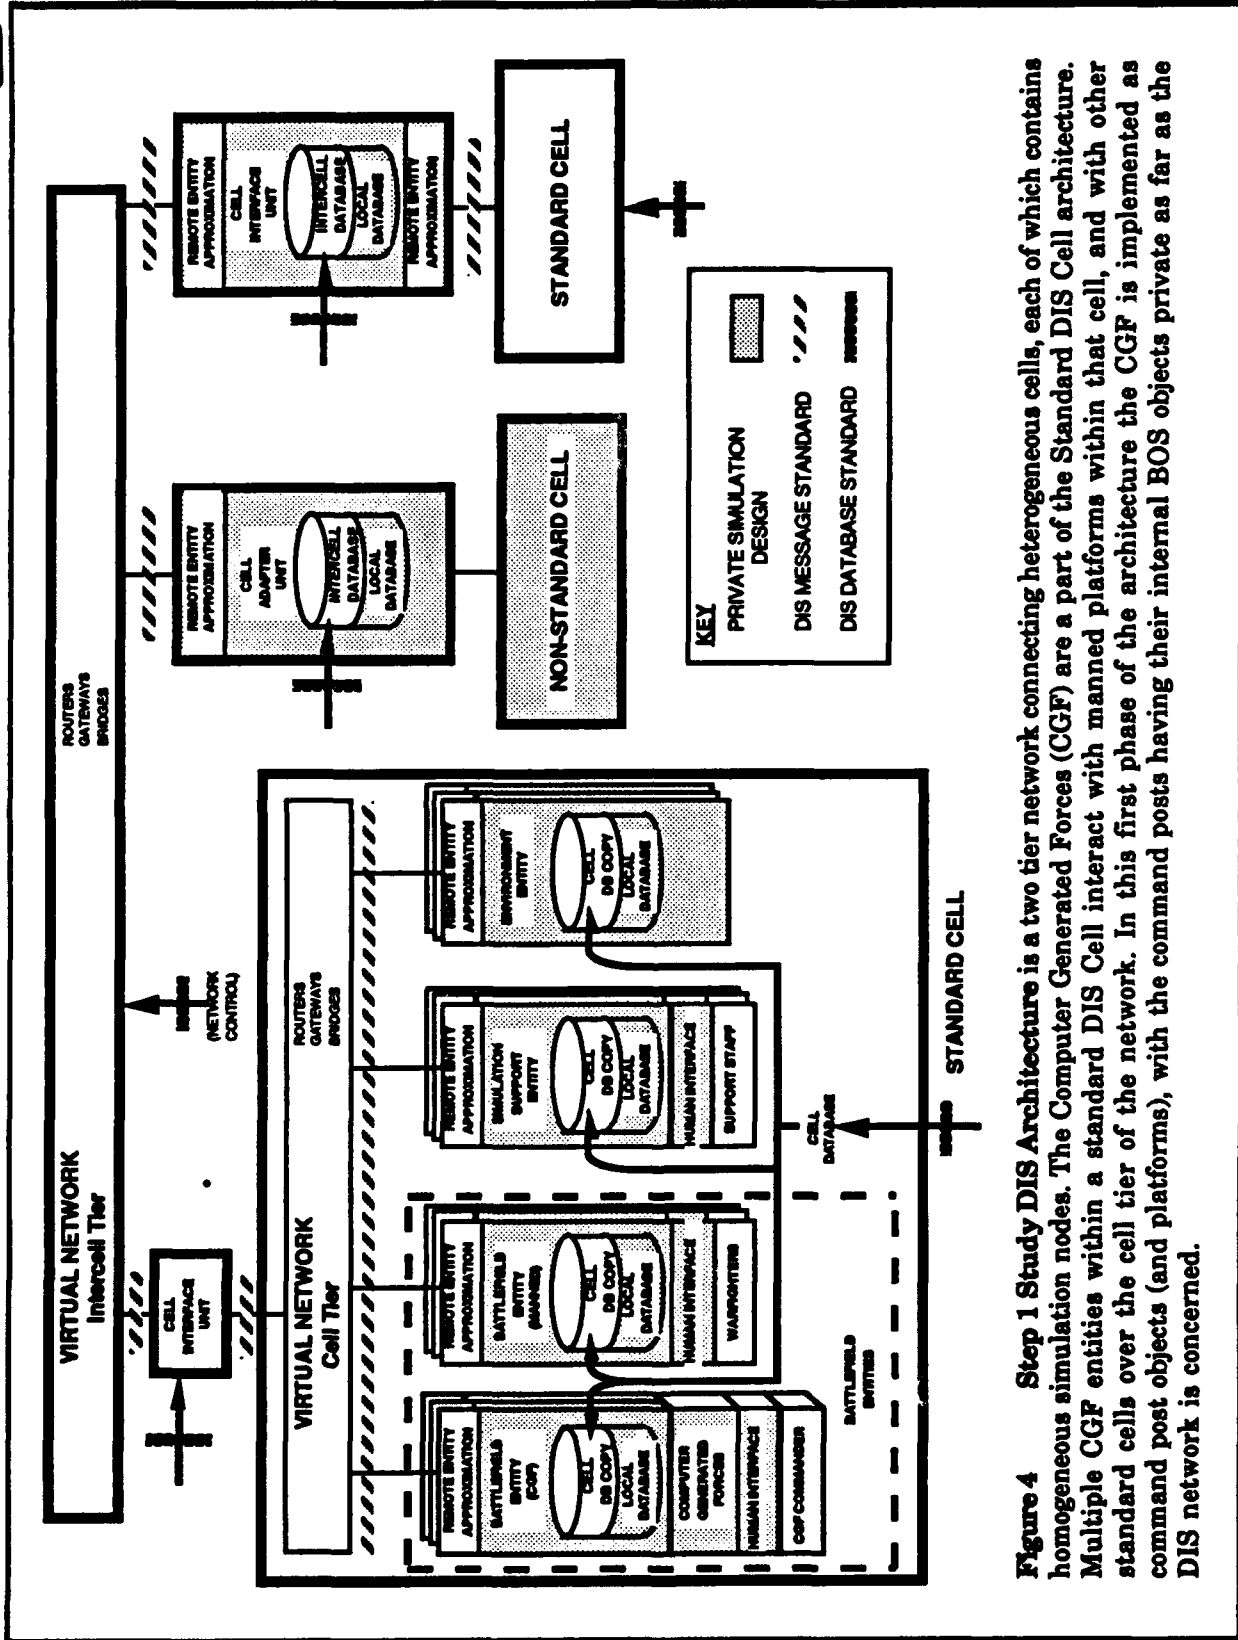 VIRTUAL NETWORK
Intercell Tier
ROUTERS
GATEWAYS
BRIDGES
CELL
INTERFACE
UNIT
(NETWORK
CONTROL)
VIRTUAL NETWORK
Cell Tier
ROUTERS
GATEWAYS
BRIDGES
REMOTE ENTITY
APPROXIMATION
BATTLEFIELD
ENTITY
(CGF)
CELL
DB COPY
LOCAL
DATABASE
COMPUTER
GENERATED
FORCES
HUMAN INTERFACE
CGF COMMANDER
REMOTE ENTITY
APPROXIMATION
BATTLEFIELD
ENTITY
(MANNED)
CELL
DB COPY
LOCAL
DATABASE
HUMAN INTERFACE
WARFIGHTERS
BATTLEFIELD
ENTITIES
REMOTE ENTITY
APPROXIMATION
SIMULATION
SUPPORT
ENTITY
CELL
DB COPY
LOCAL
DATABASE
HUMAN INTERFACE
SUPPORT STAFF
REMOTE ENTITY
APPROXIMATION
ENVIRONMENT
ENTITY
CELL
DB COPY
LOCAL
DATABASE
CELL
DATABASE
STANDARD CELL
REMOTE ENTITY
APPROXIMATION
CELL
ADAPTER
UNIT
INTERCELL
DATABASE
LOCAL
DATABASE
NON-STANDARD CELL
REMOTE ENTITY
APPROXIMATION
CELL
INTERFACE
UNIT
INTERCELL
DATABASE
LOCAL
DATABASE
REMOTE ENTITY
APPROXIMATION
STANDARD CELL
KEY
PRIVATE SIMULATION
DESIGN
DIS MESSAGE STANDARD
DIS DATABASE STANDARD
Figure 4 Step 1 Study DIS Architecture is a two tier network connecting heterogeneous cells, each of which contains
homogeneous simulation nodes. The Computer Generated Forces (CGF) are a part of the Standard DIS Cell architecture.
Multiple CGF entities within a standard DIS Cell interact with manned platforms within that cell, and with other
standard cells over the cell tier of the network. In this first phase of the architecture the CGF is implemented as
command post objects (and platforms), with the command posts having their internal BOS objects private as far as the
DIS network is concerned.